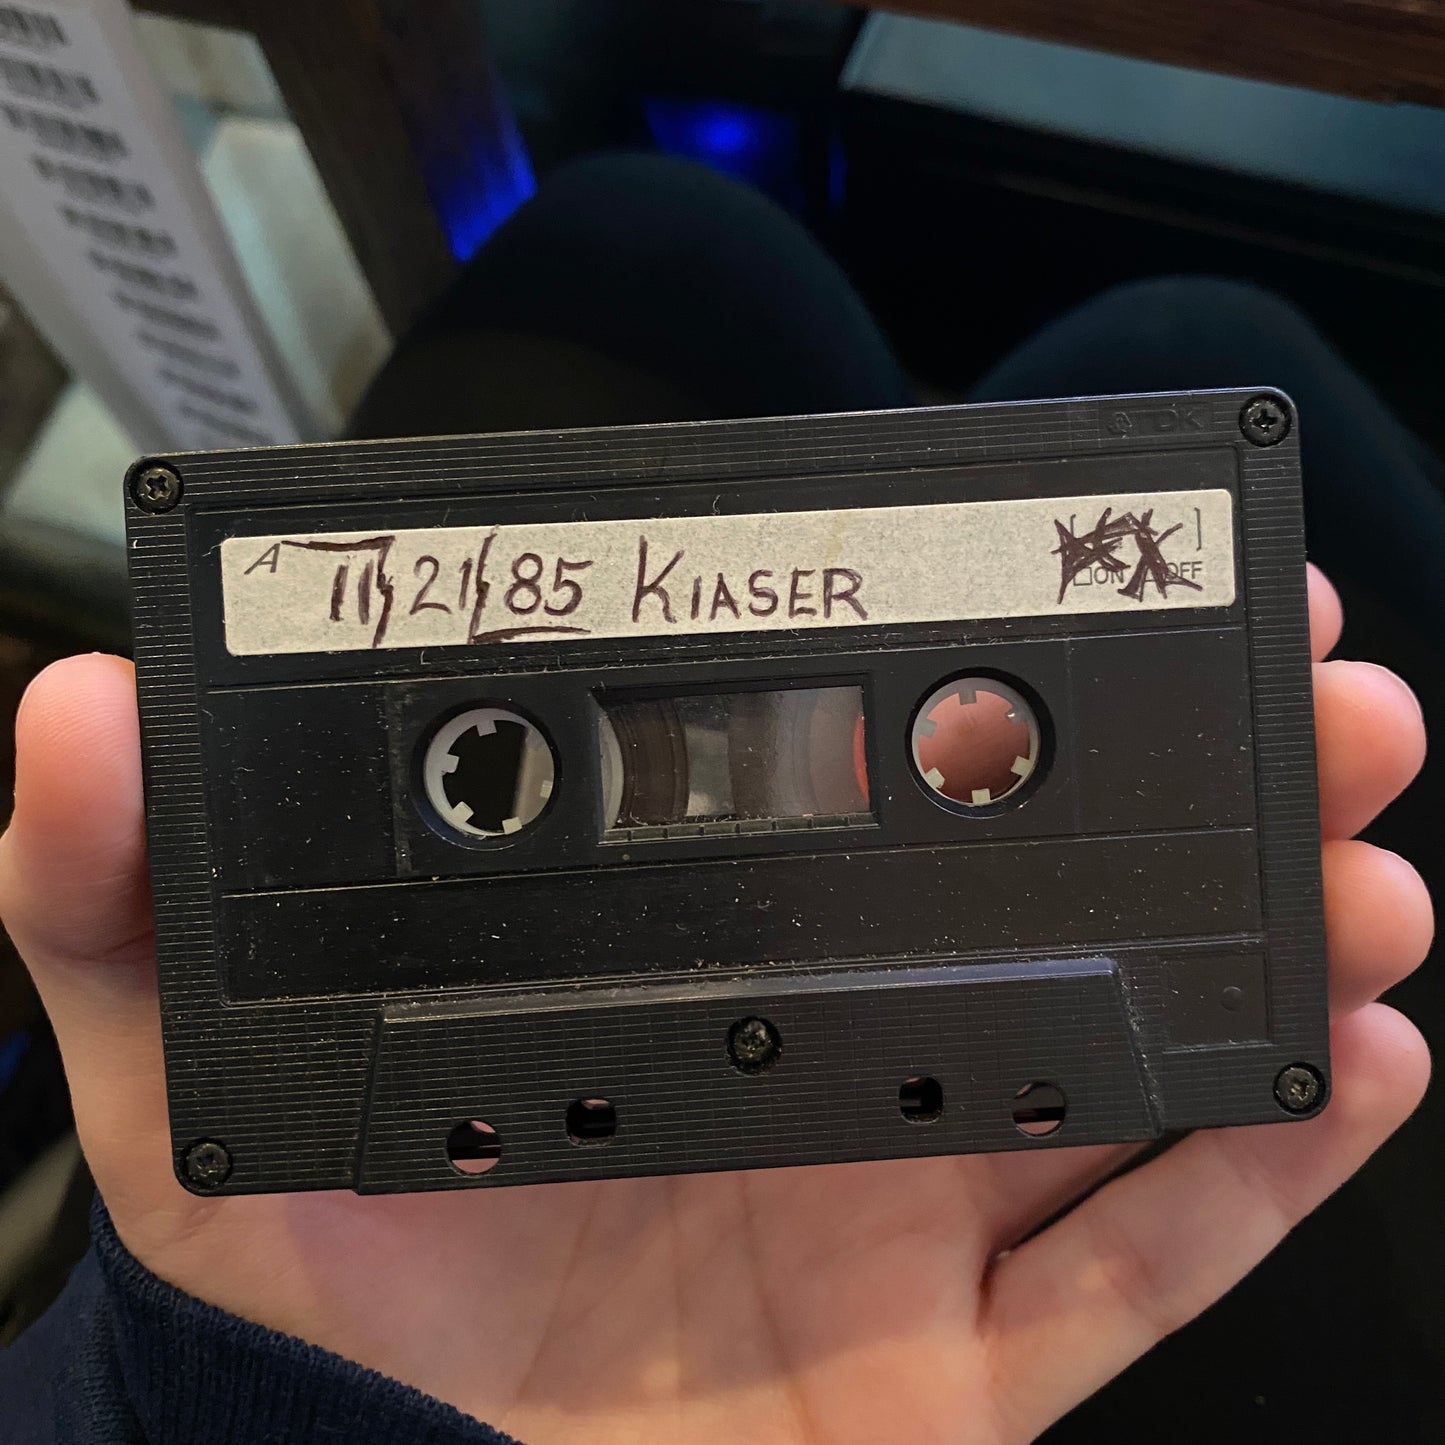 TDK
A 11/21/85 KIASER
ON OFF